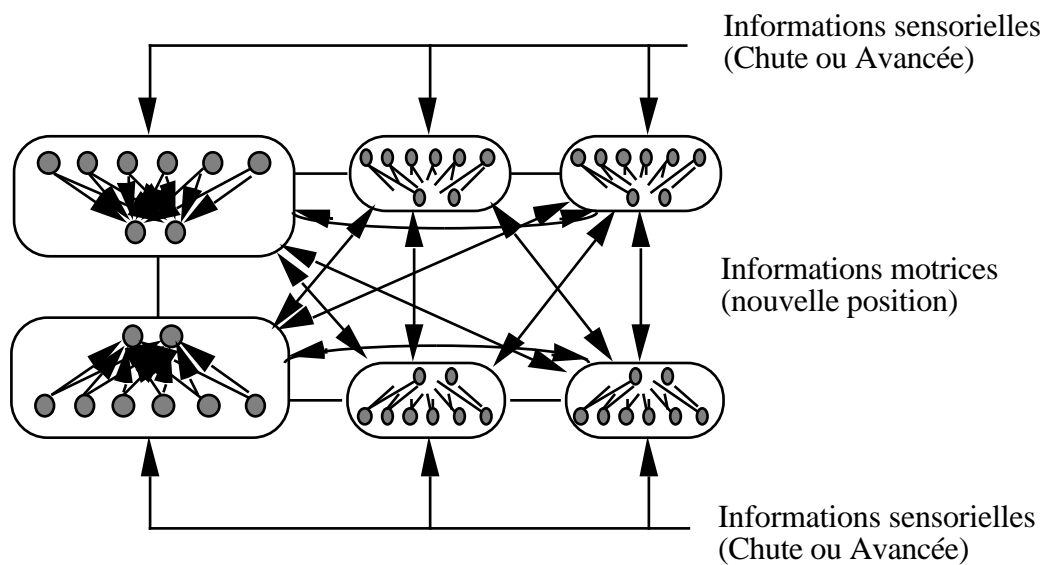 Informations sensorielles
(Chute ou Avancée)
Informations motrices
(nouvelle position)
Informations sensorielles
(Chute ou Avancée)